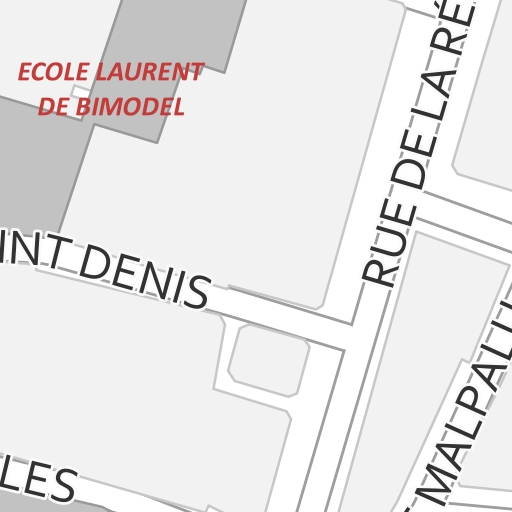 ECOLE LAURENT
DE BIMODEL
RUE DE LA RÉ
INT DENIS
MALPALU
LES